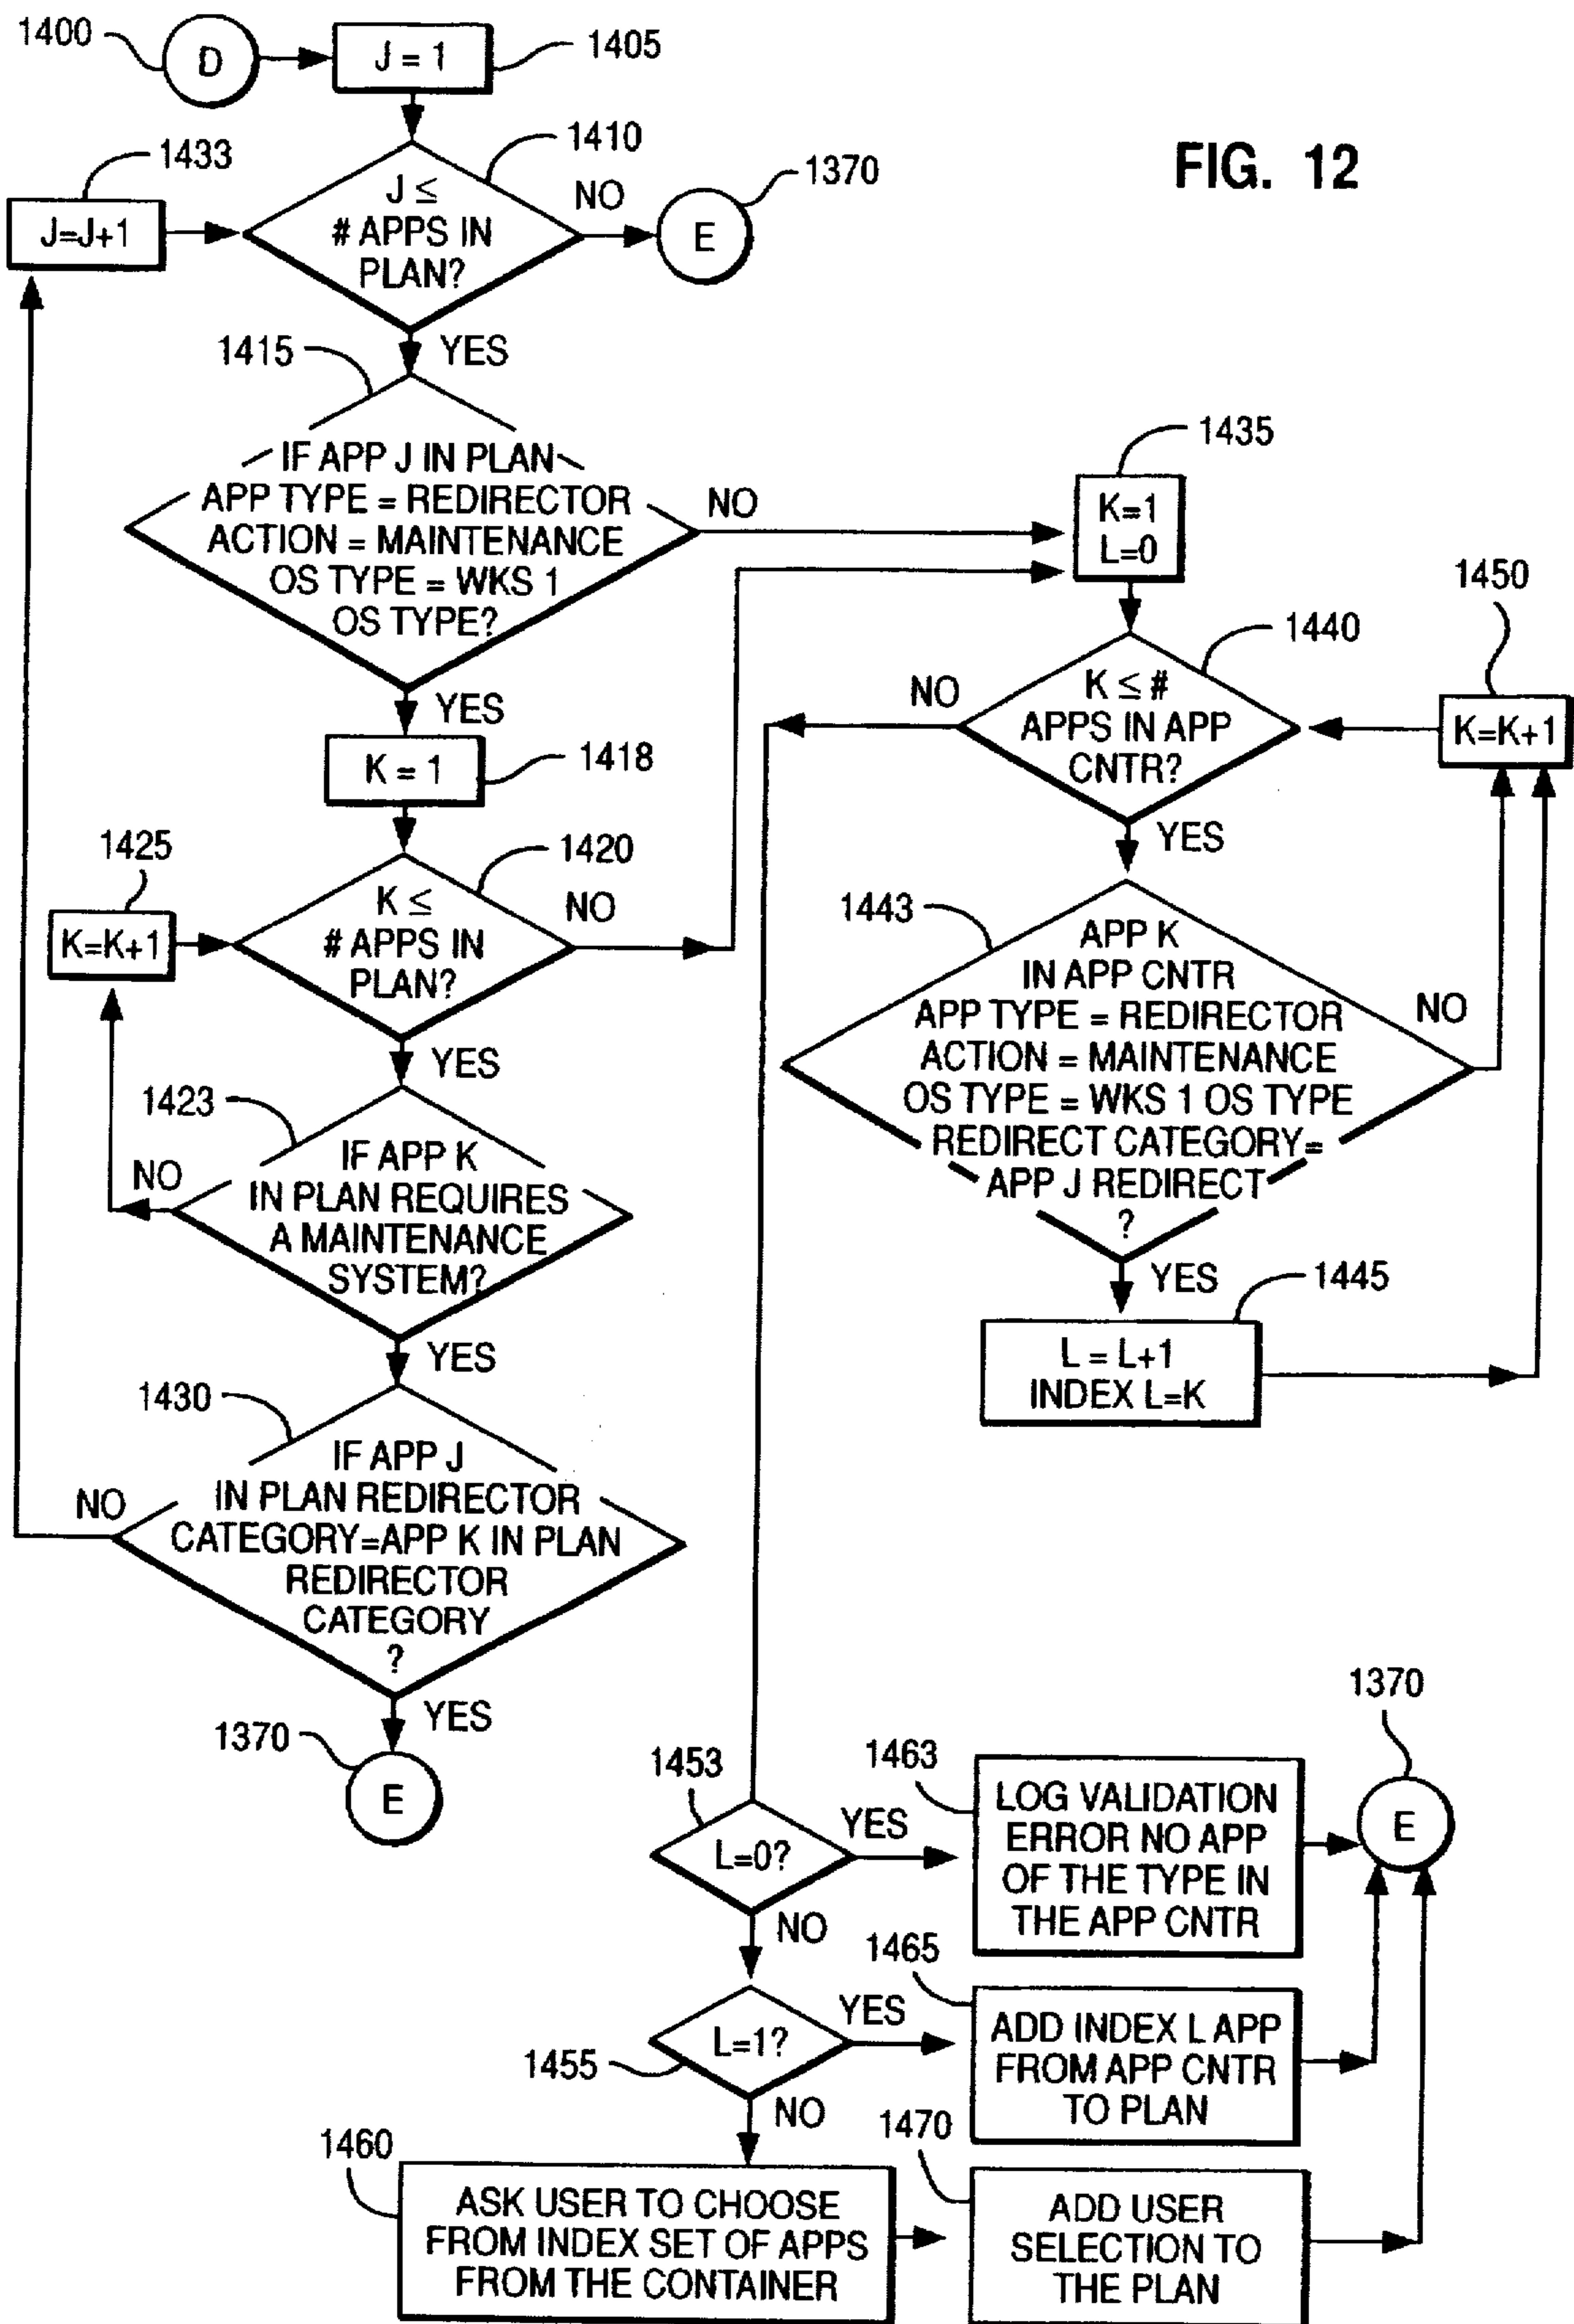 FIG. 12
1400
D
J = 1
1405
1433
J=J+1
1410
J ≤
# APPS IN
PLAN?
NO
E
1370
YES
1415
IF APP J IN PLAN
APP TYPE = REDIRECTOR
ACTION = MAINTENANCE
OS TYPE = WKS 1
OS TYPE?
NO
YES
K = 1
1418
1425
K=K+1
1420
K ≤
# APPS IN
PLAN?
NO
YES
1423
IF APP K
IN PLAN REQUIRES
A MAINTENANCE
SYSTEM?
NO
YES
1430
IF APP J
IN PLAN REDIRECTOR
CATEGORY=APP K IN PLAN
REDIRECTOR
CATEGORY
?
NO
YES
1370
E
1435
K=1
L=0
1440
K ≤ #
APPS IN APP
CNTR?
NO
YES
1450
K=K+1
1443
APP K
IN APP CNTR
APP TYPE = REDIRECTOR
ACTION = MAINTENANCE
OS TYPE = WKS 1 OS TYPE
REDIRECT CATEGORY=
APP J REDIRECT
?
NO
YES
1445
L = L+1
INDEX L=K
1453
L=0?
YES
NO
1463
LOG VALIDATION
ERROR NO APP
OF THE TYPE IN
THE APP CNTR
1370
E
1455
L=1?
YES
NO
1465
ADD INDEX L APP
FROM APP CNTR
TO PLAN
1460
ASK USER TO CHOOSE
FROM INDEX SET OF APPS
FROM THE CONTAINER
1470
ADD USER
SELECTION TO
THE PLAN